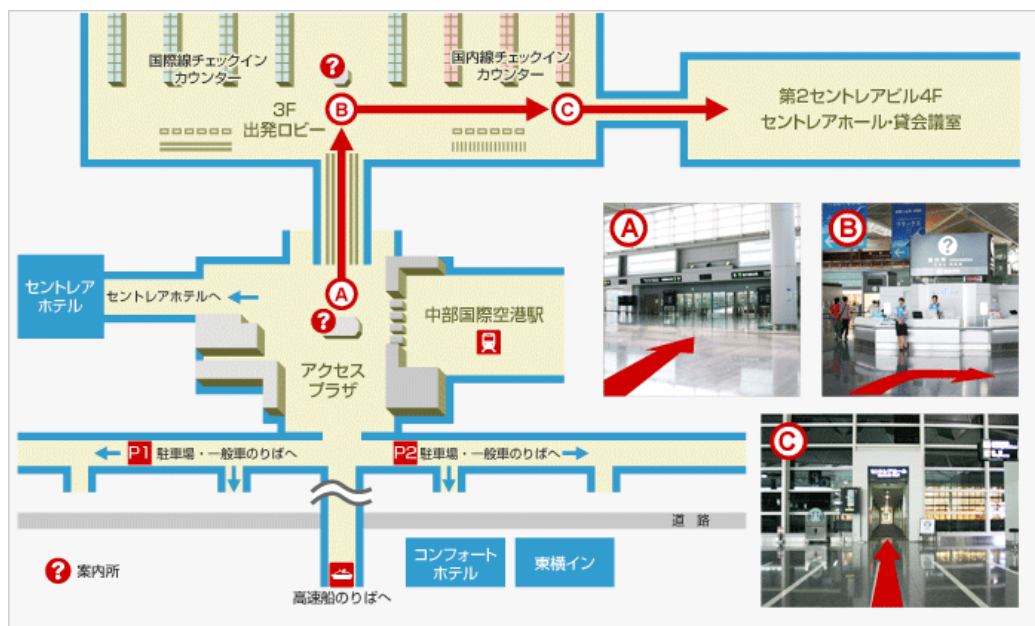 国際線チェックイン
カウンター
国内線チェックイン
カウンター
?
3F
出発ロビー
B
C
第2セントレアビル4F
セントレアホール・貸会議室
A
B
?
セントレア
ホテル
セントレアホテルへ
A
?
中部国際空港駅
アクセス
プラザ
P1 駐車場・一般車のりばへ
P2 駐車場・一般車のりばへ
C
道 路
? 案内所
コンフォート
ホテル
東横イン
高速船のりばへ